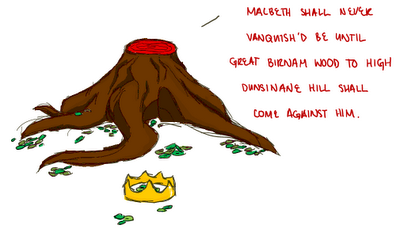 MACBETH SHALL NEVER
VANQUISH'D BE UNTIL
GREAT BIRNAM WOOD TO HIGH
DUNSINANE HILL SHALL
COME AGAINST HIM.